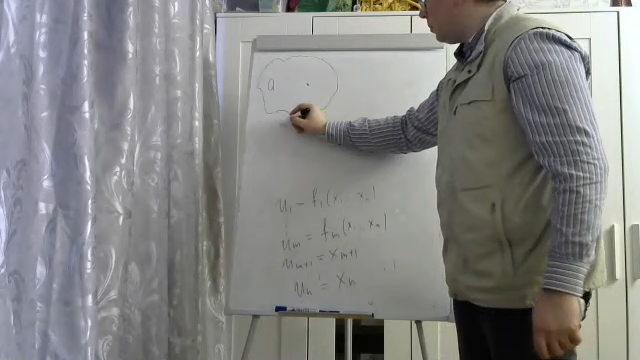 a
u₁ = f₁(x₁ … xₙ)
uₘ = fₘ(x₁ … xₙ)
uₘ₊₁ = xₘ₊₁
uₙ = xₙ